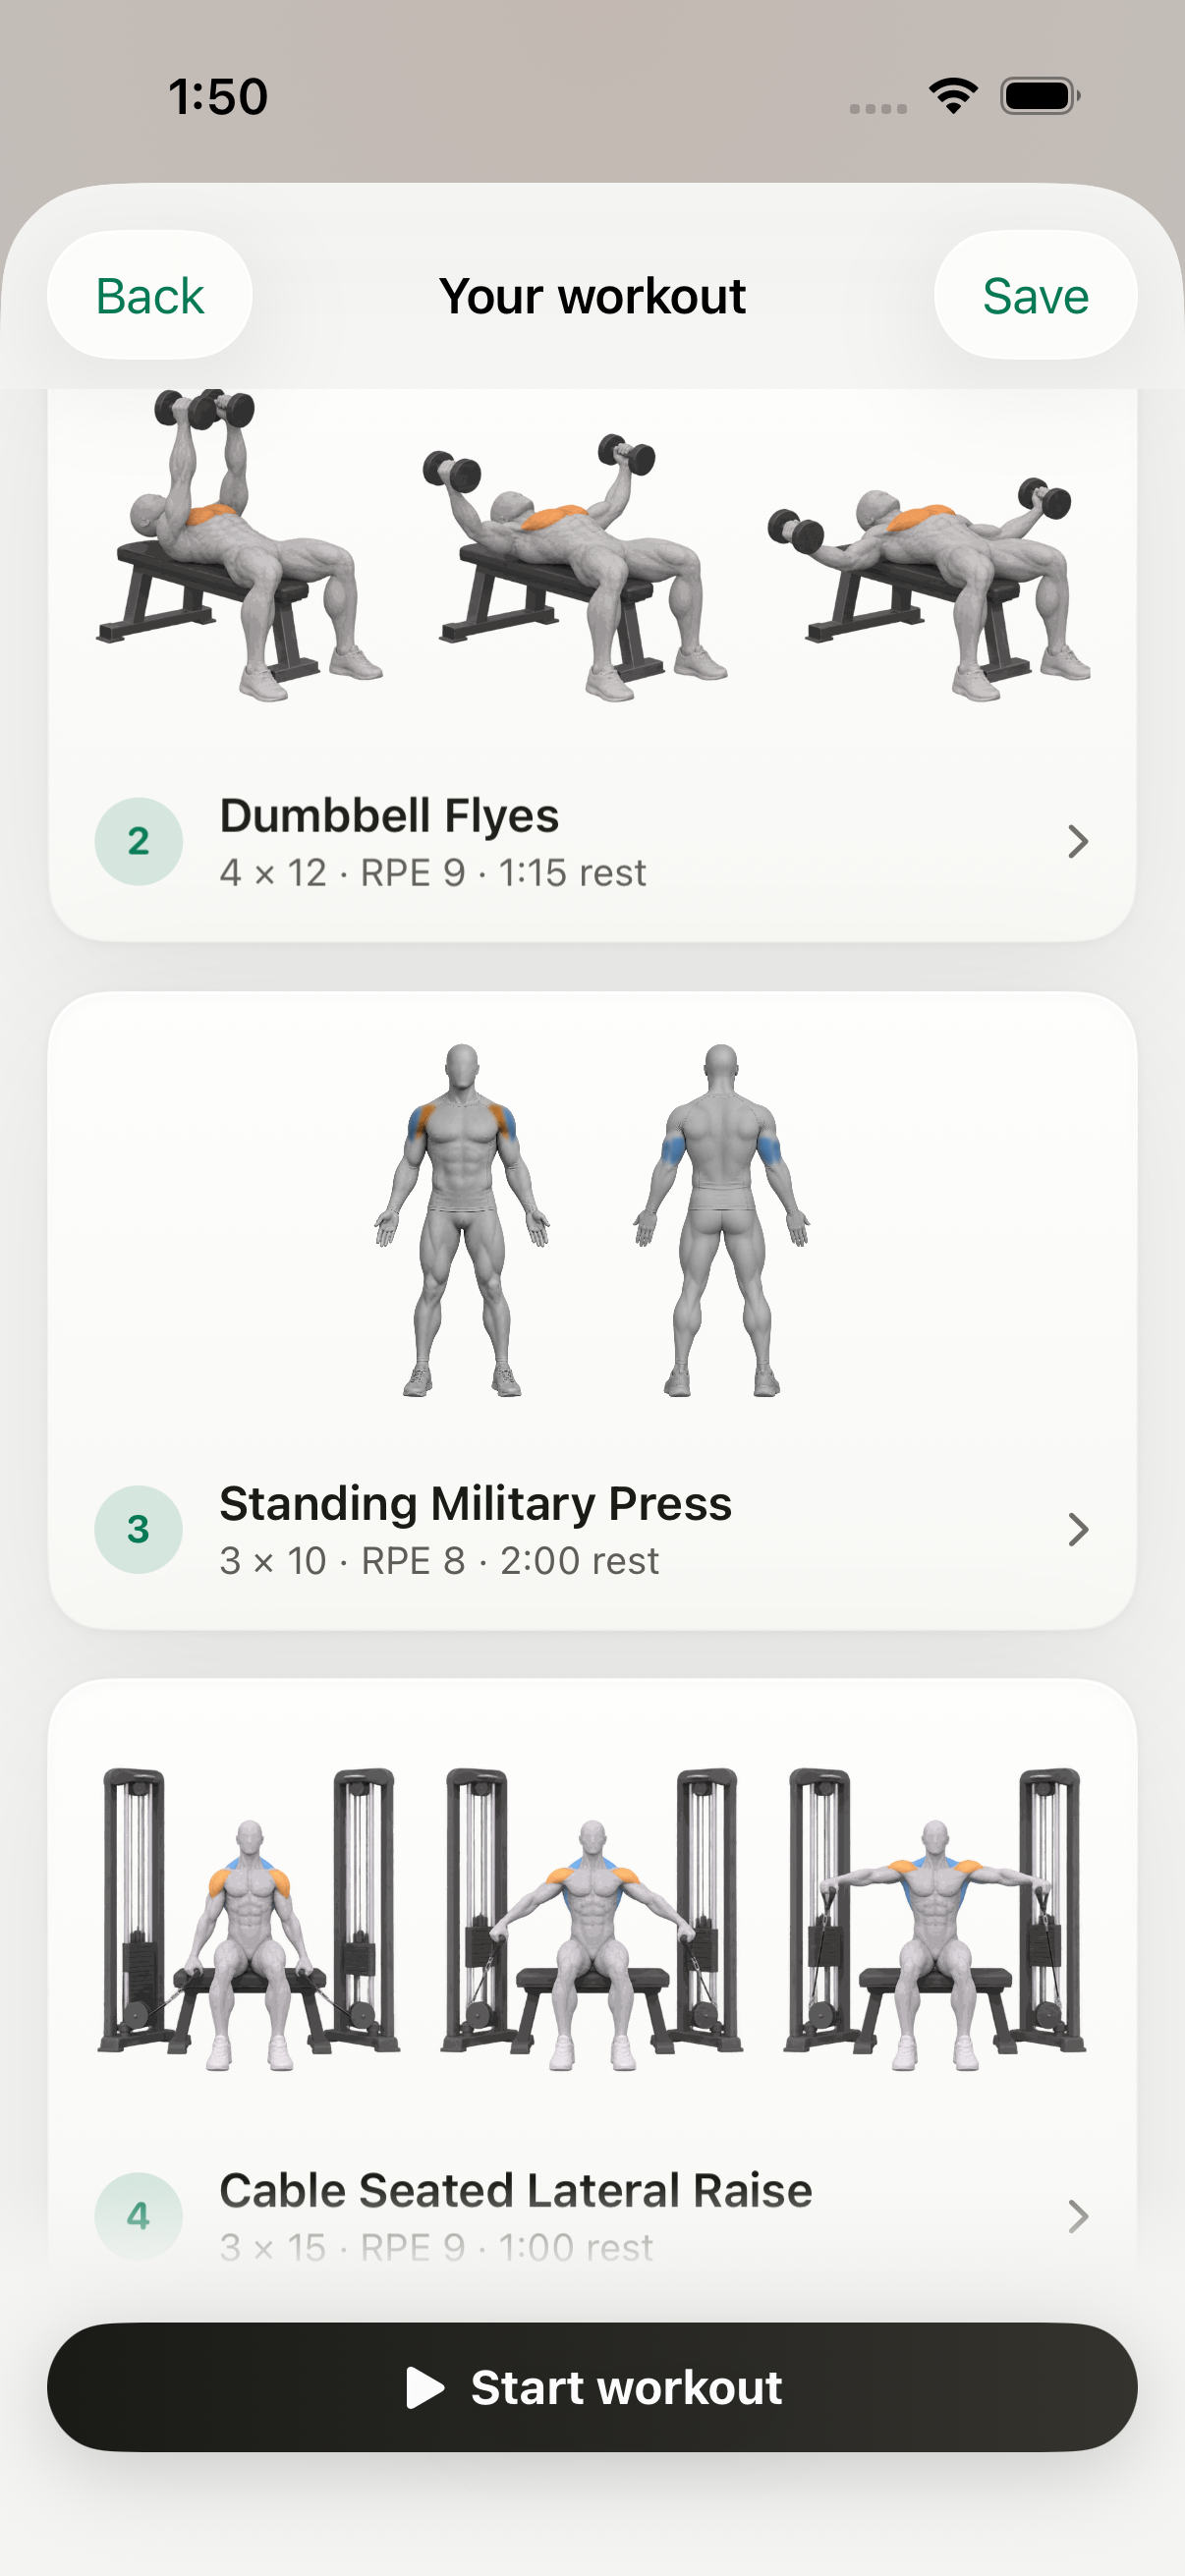 1:50
Back
Your workout
Save
2
Dumbbell Flyes
4 × 12 · RPE 9 · 1:15 rest
3
Standing Military Press
3 × 10 · RPE 8 · 2:00 rest
4
Cable Seated Lateral Raise
3 × 15 · RPE 9 · 1:00 rest
Start workout